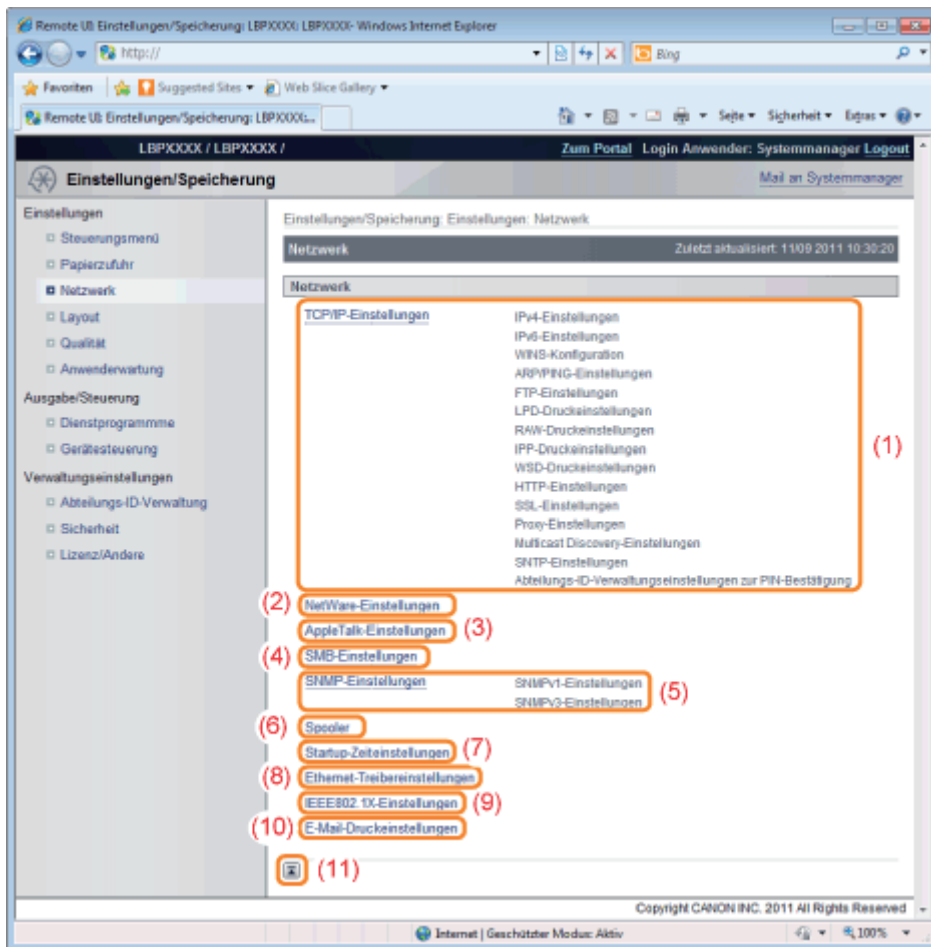 Remote UI: Einstellungen/Speicherung: LBPXXXX: LBPXXXX- Windows Internet Explorer
http://
Bing
Favoriten Suggested Sites Web Slice Gallery
Remote UI: Einstellungen/Speicherung: LBPXXXX:... Seite Sicherheit Extras
LBPXXXX / LBPXXXX / Zum Portal Login Anwender: Systemmanager Logout
Einstellungen/Speicherung Mail an Systemmanager
Einstellungen
Steuerungsmenü
Papierzufuhr
Netzwerk
Layout
Qualität
Anwenderwartung
Ausgabe/Steuerung
Dienstprogrammme
Gerätesteuerung
Verwaltungseinstellungen
Abteilungs-ID-Verwaltung
Sicherheit
Lizenz/Andere
Einstellungen/Speicherung: Einstellungen: Netzwerk
Netzwerk Zuletzt aktualisiert: 11/09 2011 10:30:20
Netzwerk
TCP/IP-Einstellungen IPv4-Einstellungen
IPv6-Einstellungen
WINS-Konfiguration
ARP/PING-Einstellungen
FTP-Einstellungen
LPD-Druckeinstellungen
RAW-Druckeinstellungen
IPP-Druckeinstellungen
WSD-Druckeinstellungen
HTTP-Einstellungen
SSL-Einstellungen
Proxy-Einstellungen
Multicast Discovery-Einstellungen
SNTP-Einstellungen
Abteilungs-ID-Verwaltungseinstellungen zur PIN-Bestätigung
(1)
(2) NetWare-Einstellungen
AppleTalk-Einstellungen (3)
(4) SMB-Einstellungen
SNMP-Einstellungen SNMPv1-Einstellungen
SNMPv3-Einstellungen
(5)
(6) Spooler
Startup-Zeiteinstellungen (7)
(8) Ethernet-Treibereinstellungen
IEEE802.1X-Einstellungen (9)
(10) E-Mail-Druckeinstellungen
(11)
Copyright CANON INC. 2011 All Rights Reserved
Internet | Geschützter Modus: Aktiv 100%